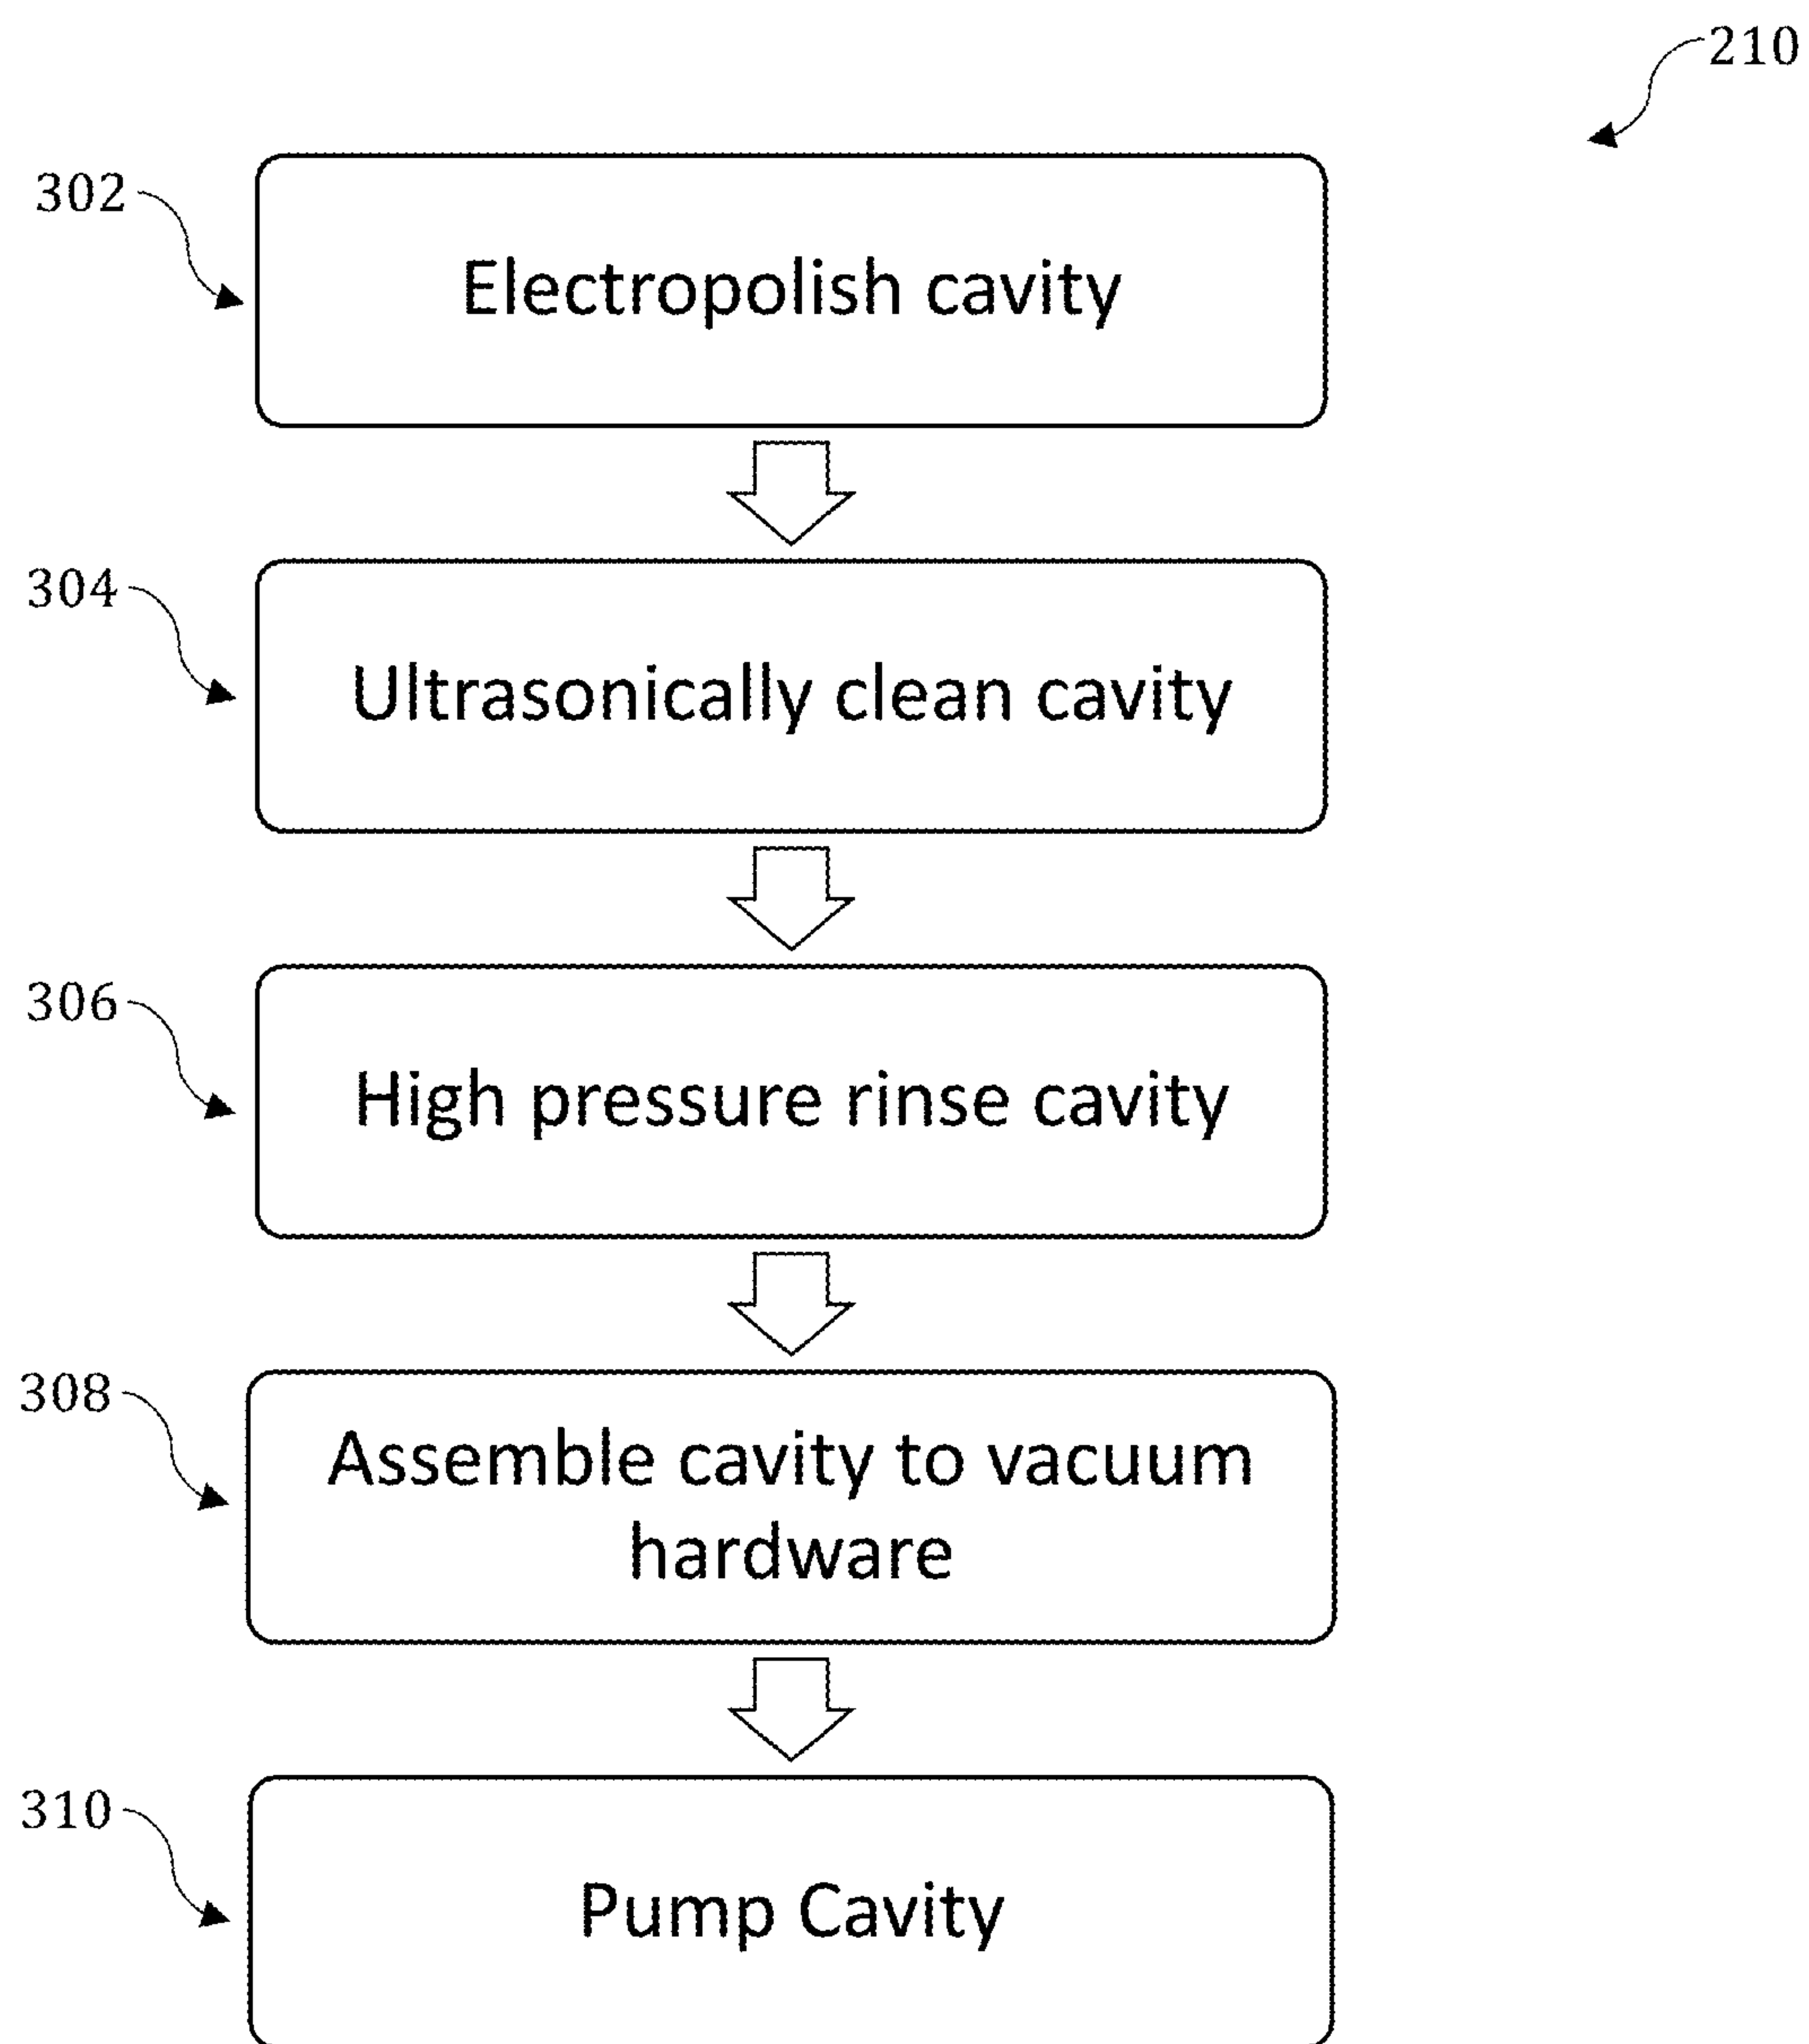 210
302
Electropolish cavity
304
Ultrasonically clean cavity
306
High pressure rinse cavity
308
Assemble cavity to vacuum
hardware
310
Pump Cavity